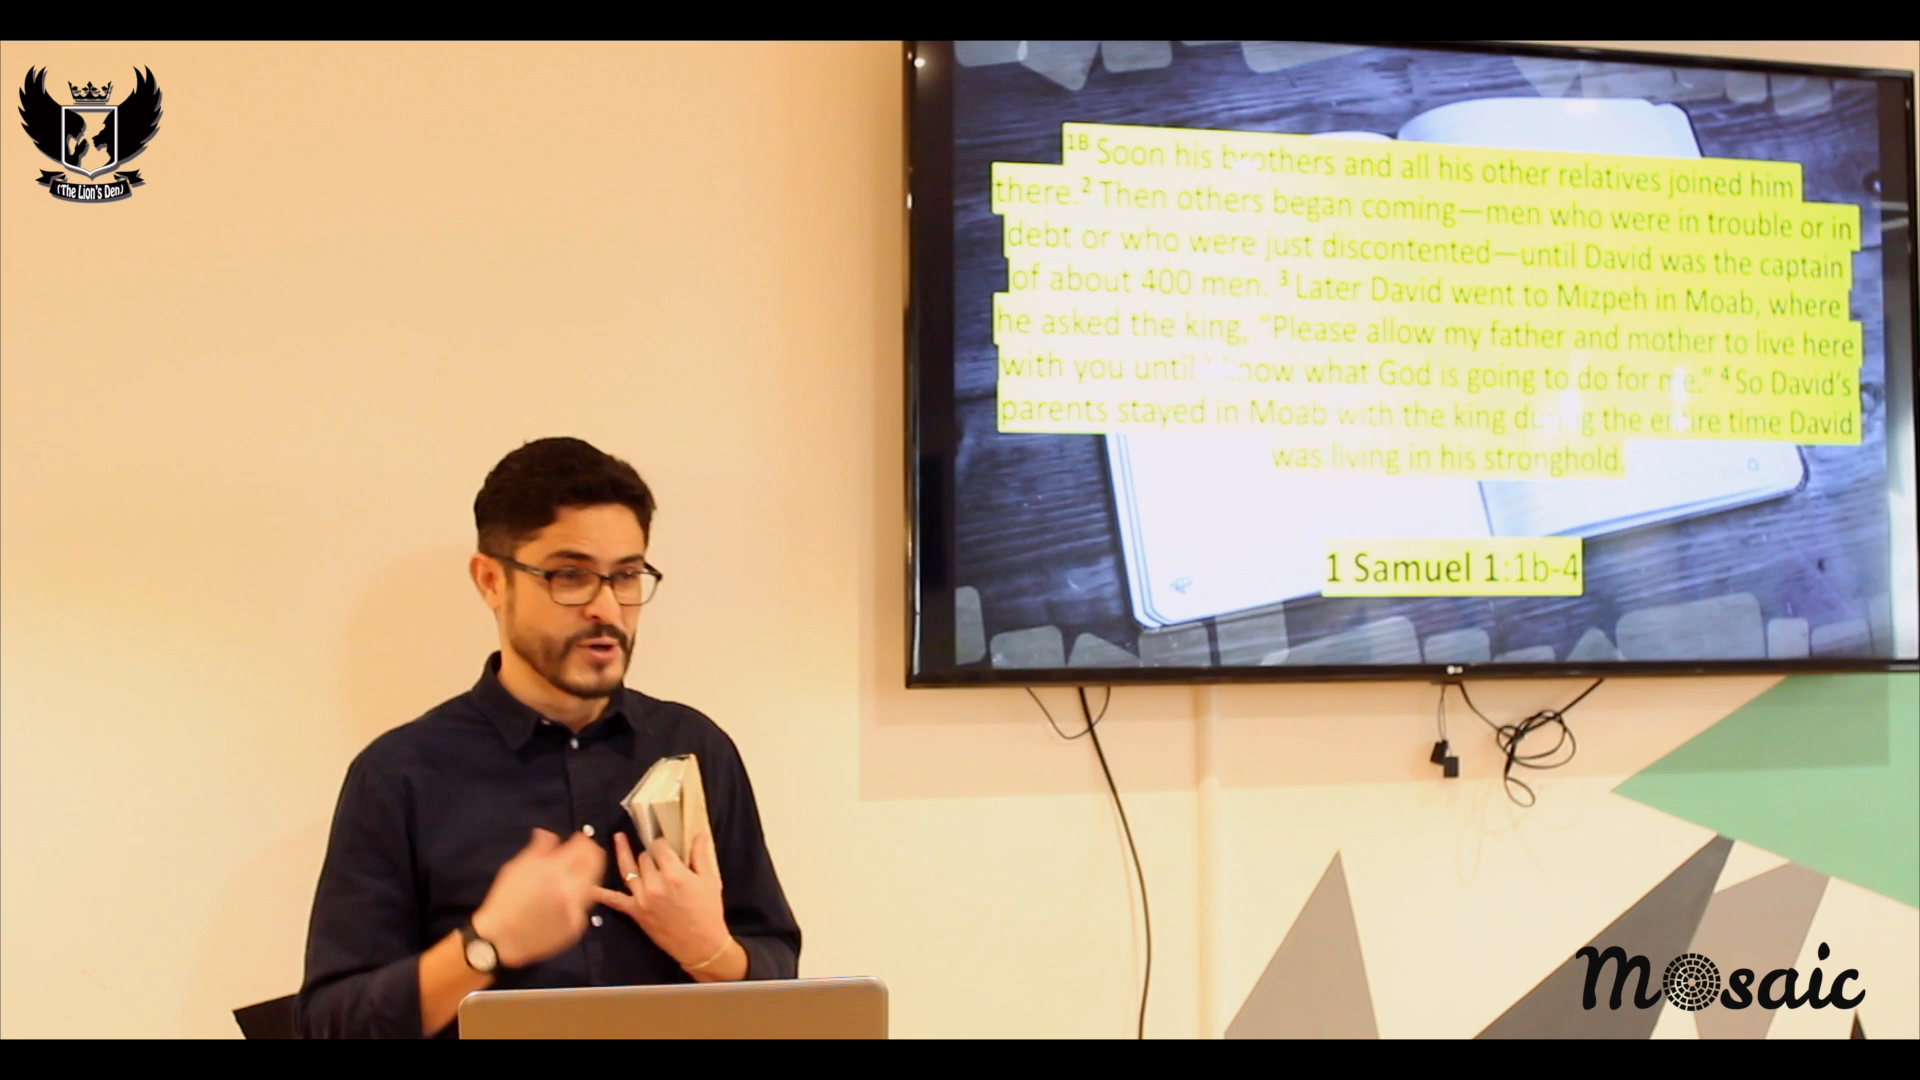 (The Lion's Den)
1B Soon his brothers and all his other relatives joined him
there. 2 Then others began coming—men who were in trouble or in
debt or who were just discontented—until David was the captain
of about 400 men. 3 Later David went to Mizpeh in Moab, where
he asked the king, "Please allow my father and mother to live here
with you until I know what God is going to do for me." 4 So David's
parents stayed in Moab with the king during the entire time David
was living in his stronghold.
1 Samuel 1:1b-4
LG
Mosaic